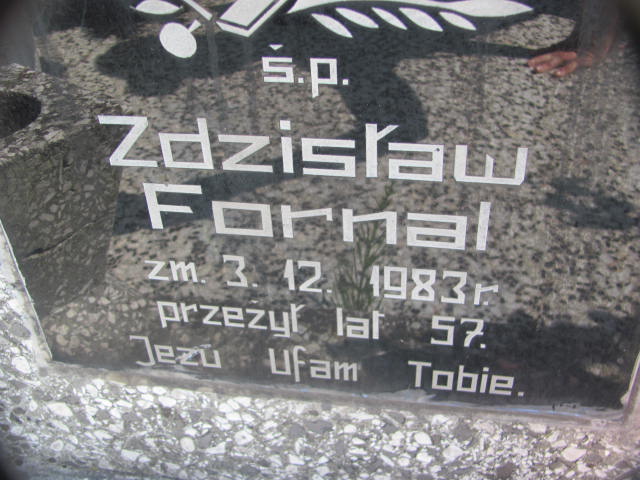 Ś.P.
Zdzisław
Fornal
zm. 3. 12. 1983 r.
przeżył lat 57.
Jezu Ufam Tobie.